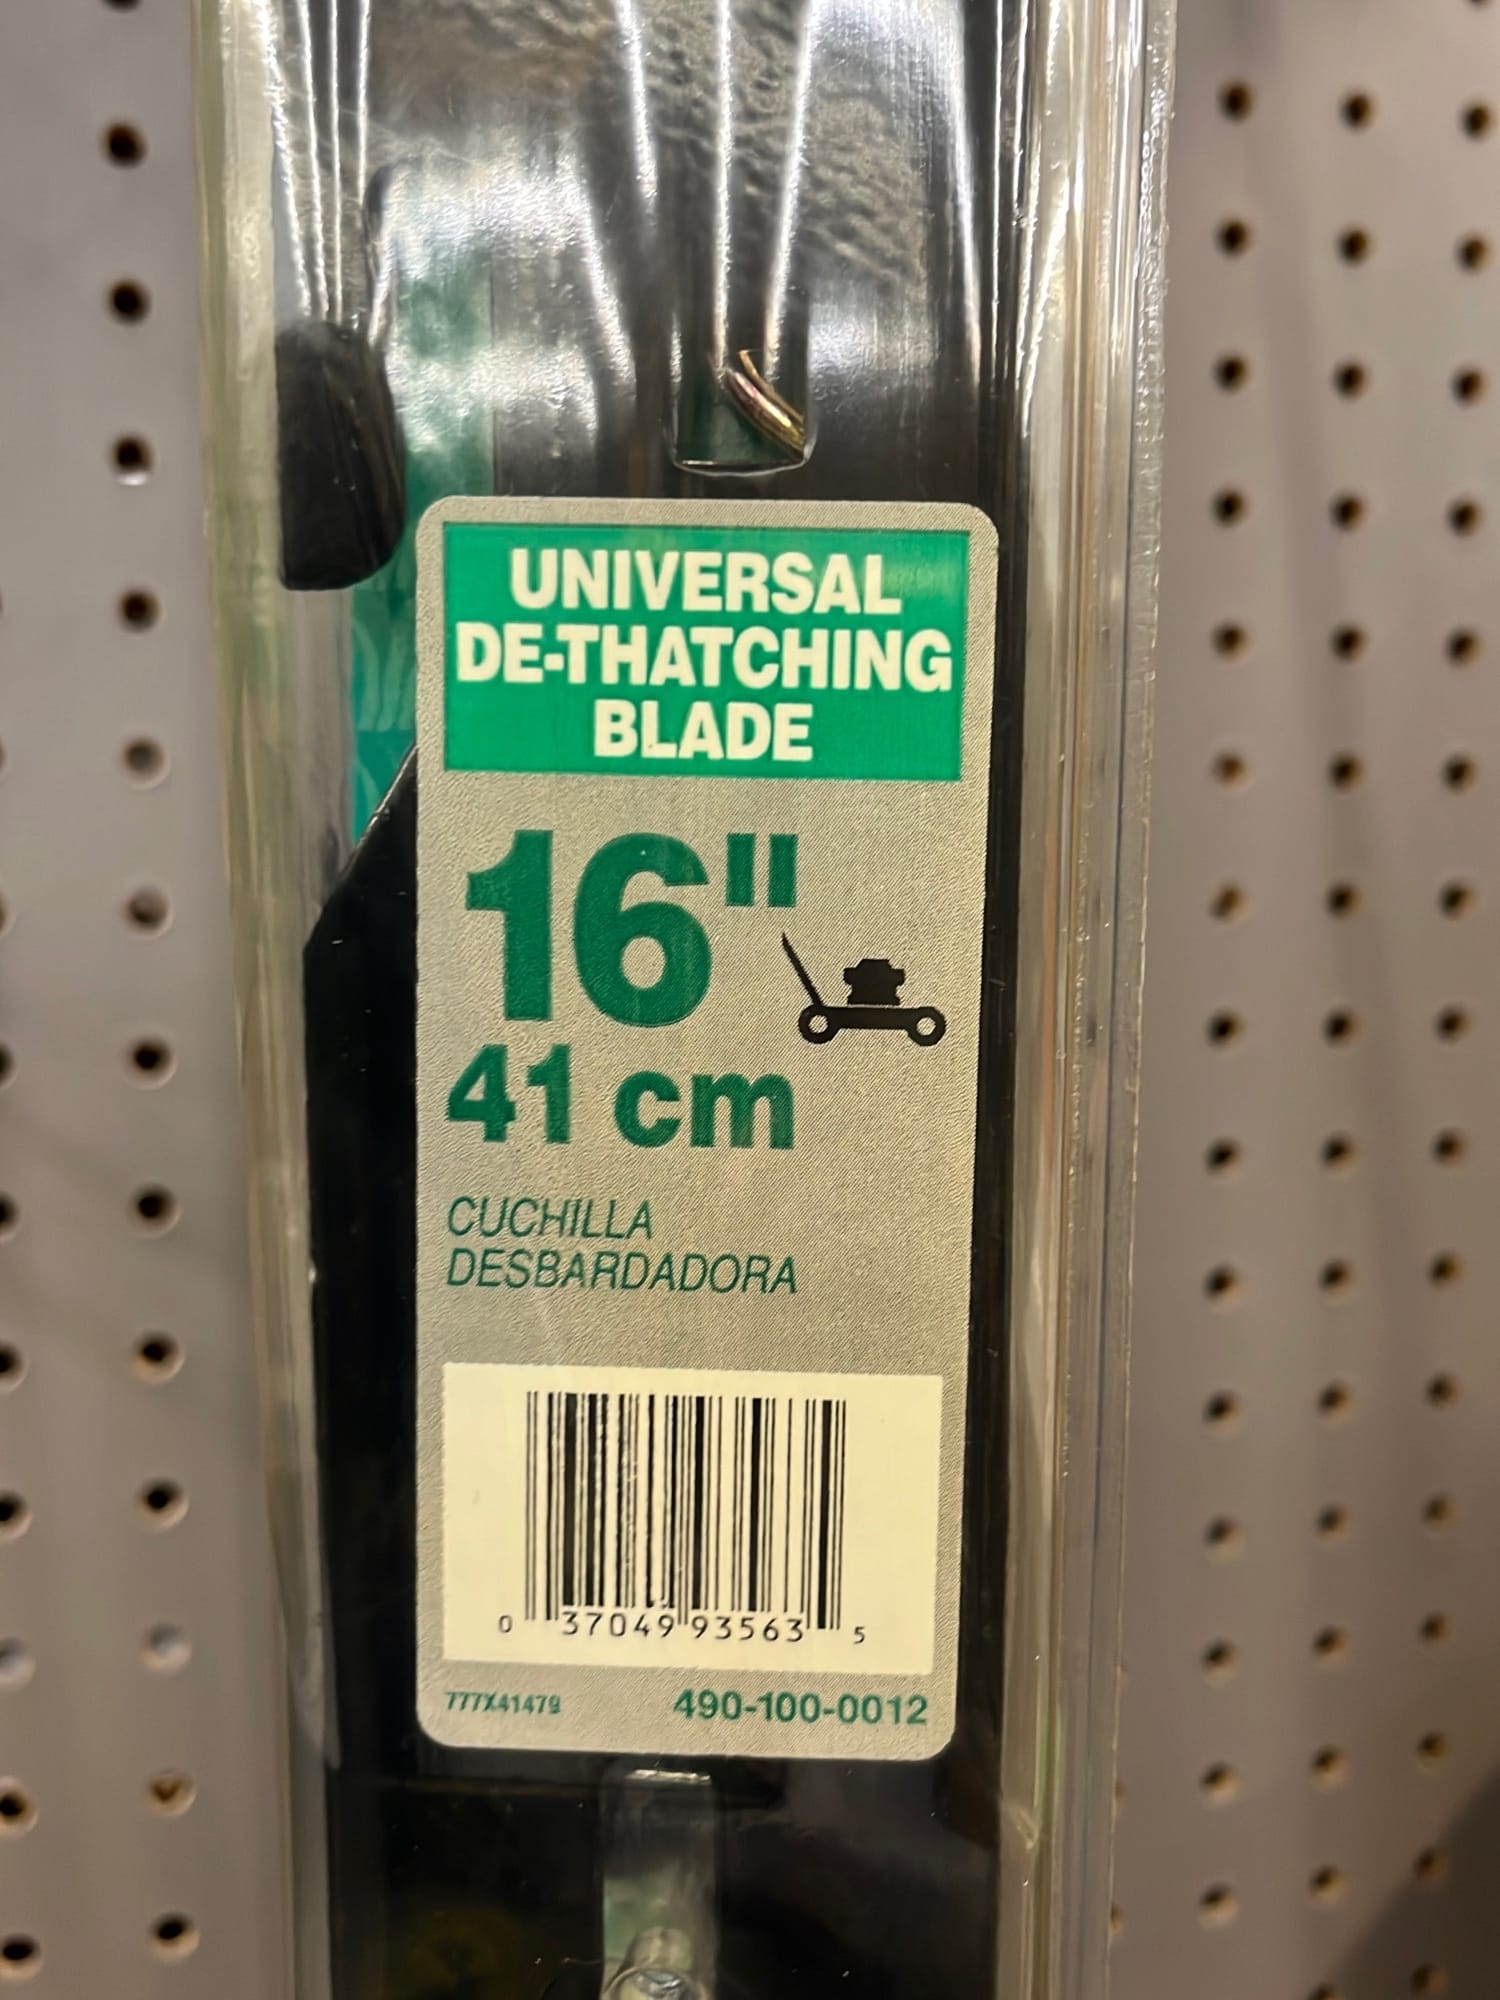 UNIVERSAL
DE-THATCHING
BLADE
16"
41 cm
CUCHILLA
DESBARDADORA
0 37049 93563 5
777X41479 490-100-0012